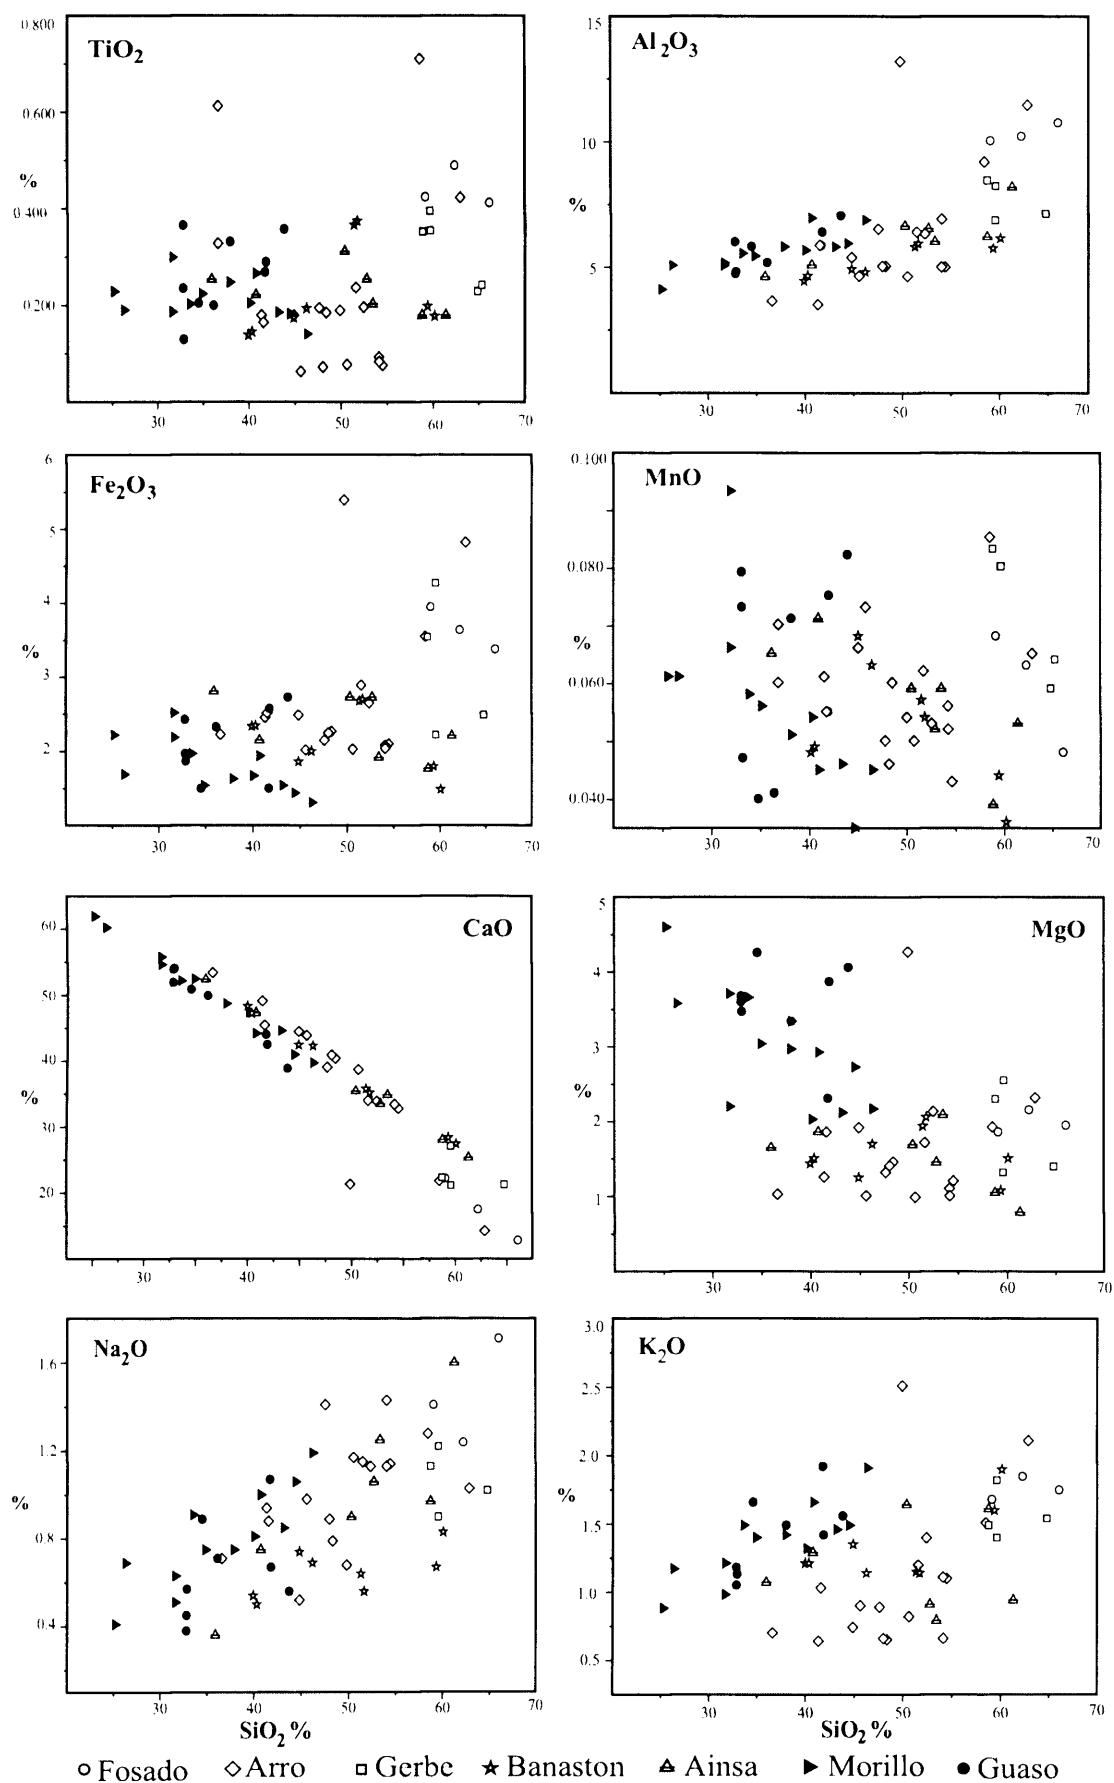 0.800
TiO2
0.600
%
0.400
0.200
30 40 50 60 70
15
Al2O3
10
%
5
30 40 50 60 70
6
Fe2O3
5
4
%
3
2
30 40 50 60 70
0.100
MnO
0.080
%
0.060
0.040
30 40 50 60 70
60
CaO
50
40
%
30
20
30 40 50 60
5
MgO
4
3
%
2
1
30 40 50 60 70
Na2O
1.6
1.2
%
0.8
0.4
30 40 50 60 70
SiO2 %
3.0
K2O
2.5
2.0
%
1.5
1.0
0.5
30 40 50 60 70
SiO2 %
Fosado Arro Gerbe Banaston Ainsa Morillo Guaso